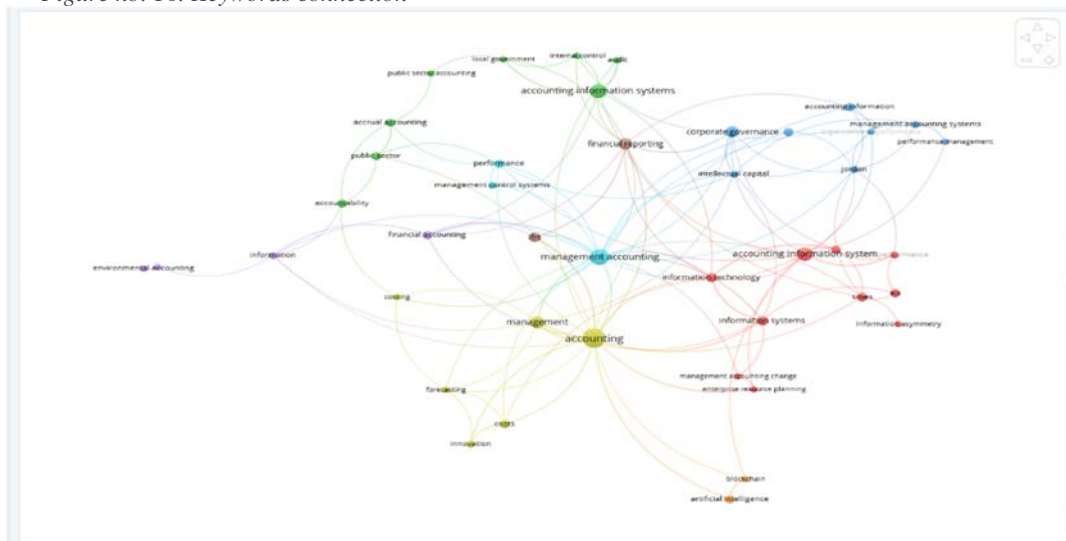 internal control
local government
audit
public sector accounting
accounting information systems
accounting information
accrual accounting
management accounting systems
corporate governance
performance management
financial reporting
public sector
performance
jordan
intellectual capital
management control systems
accountability
financial accounting
information
accounting information system
management accounting
environmental accounting
information technology
costing
management
information systems
information asymmetry
accounting
management accounting change
enterprise resource planning
forecasting
costs
innovation
blockchain
artificial intelligence